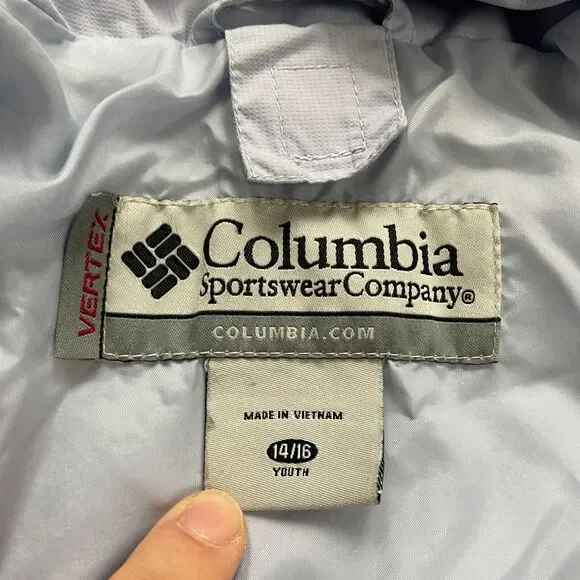 VERTEX
Columbia
Sportswear Company®
COLUMBIA.COM
MADE IN VIETNAM
14/16
YOUTH